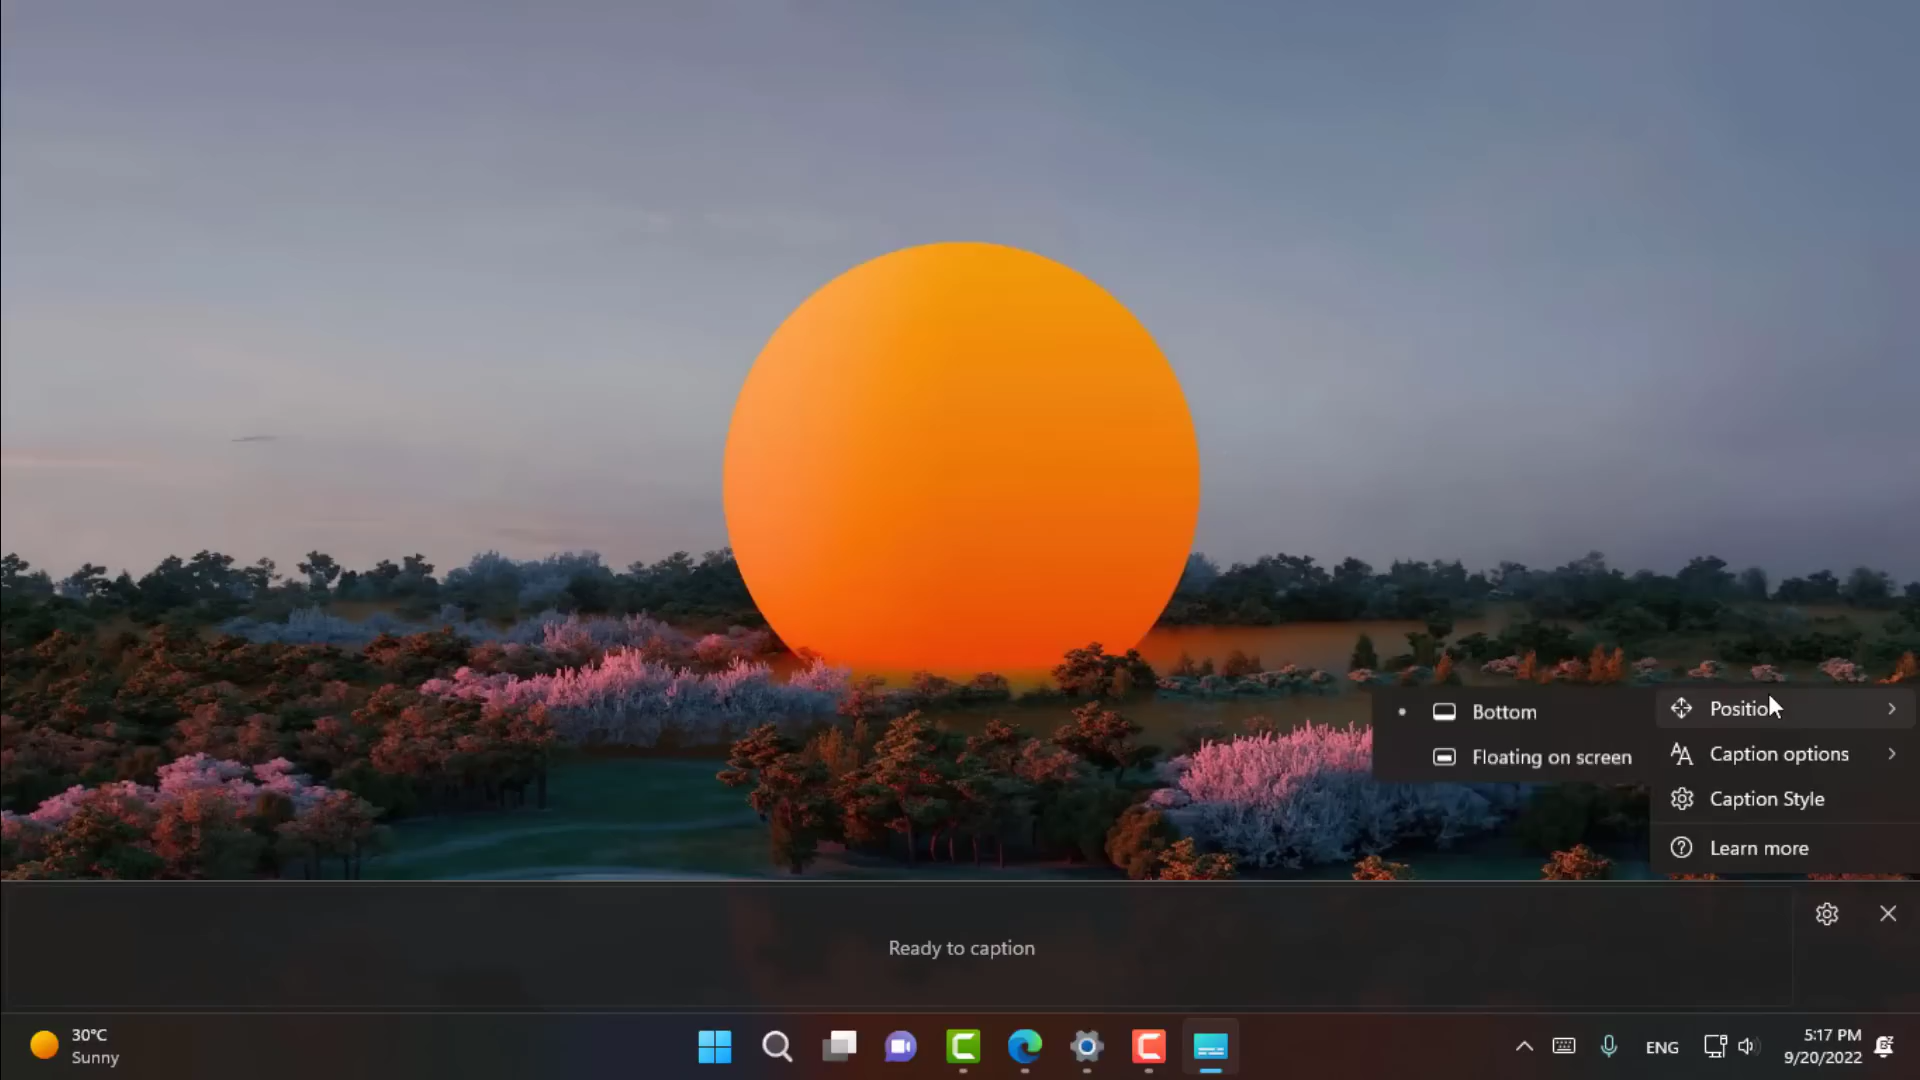 Bottom
Floating on screen
Position
Caption options
Caption Style
Learn more
Ready to caption
30°C
Sunny
ENG
5:17 PM
9/20/2022